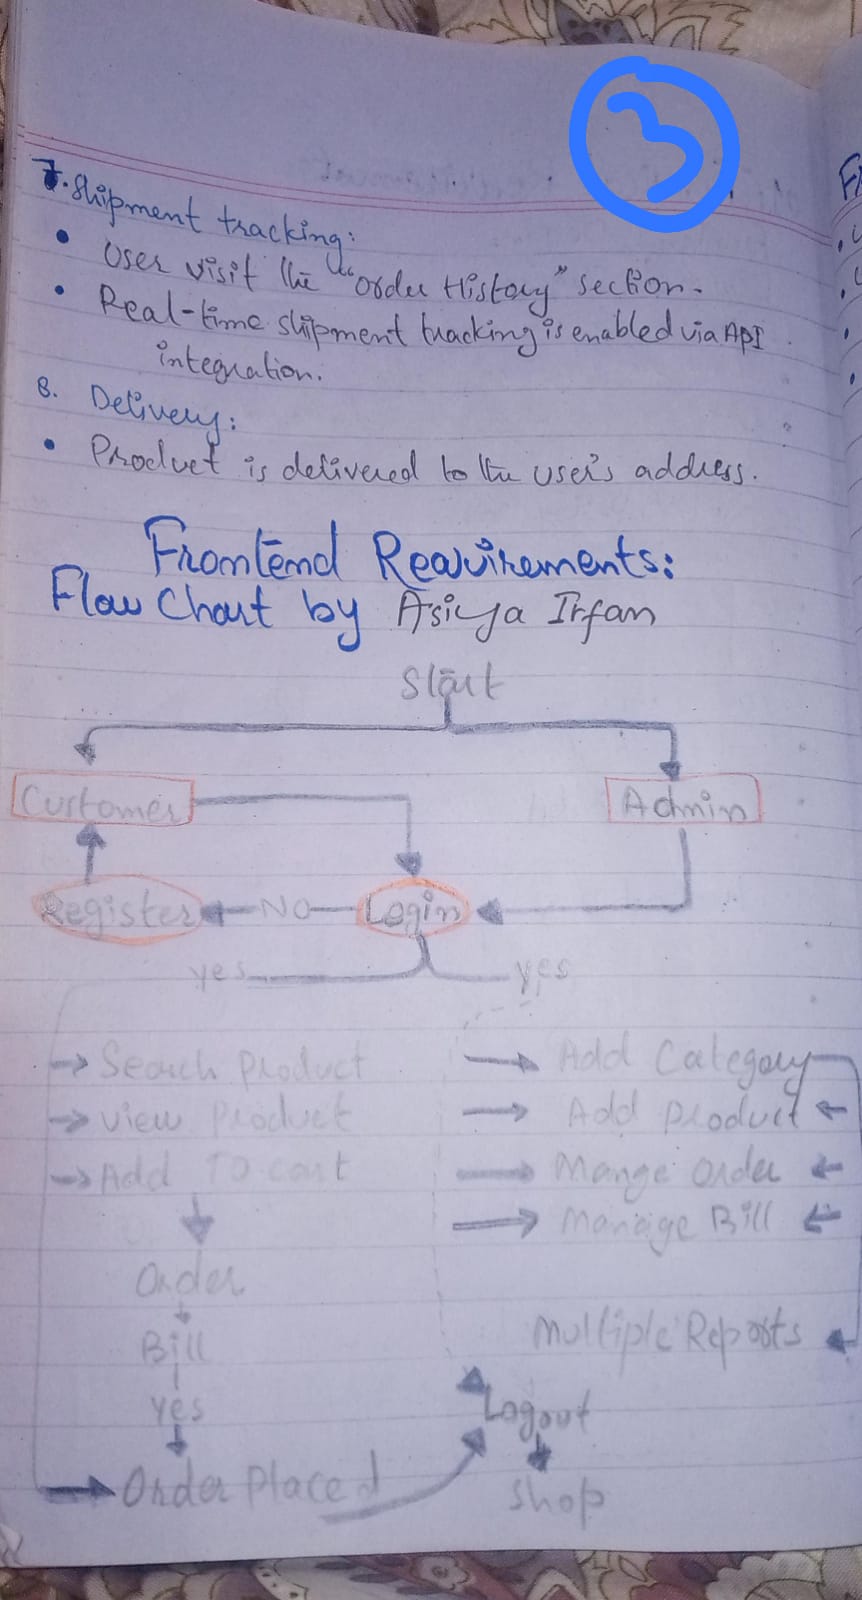 3
7. Shipment tracking:
• User visit the "order History" section.
• Real-time shipment tracking is enabled via API
integration.
8. Delivery:
• Product is delivered to the user's address.
Frontend Requirements:
Flow Chart by Asiya Irfan
Start
Customer Admin
Register NO Login
yes yes
→ Search Product → Add Category
→ View Product → Add product ←
→ Add TO cart → Mange order ←
→ Manage Bill ←
Order
Bill
Multiple Reports
yes
Logout
→ Order Placed
Shop